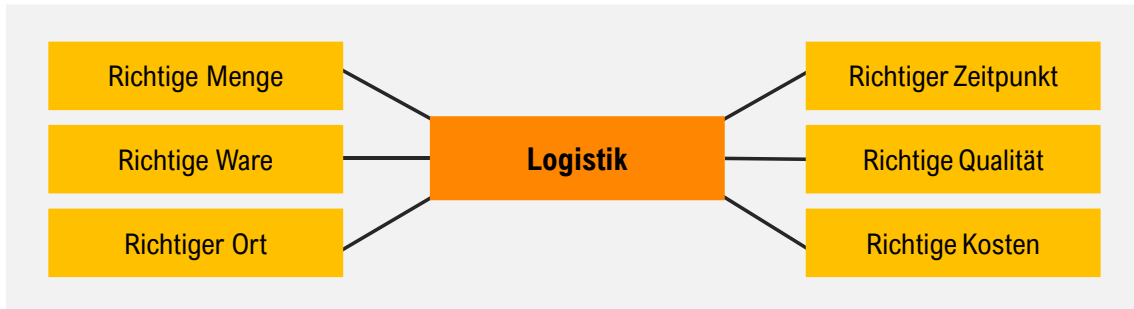 Richtige Menge
Richtige Ware
Richtiger Ort
Logistik
Richtiger Zeitpunkt
Richtige Qualität
Richtige Kosten